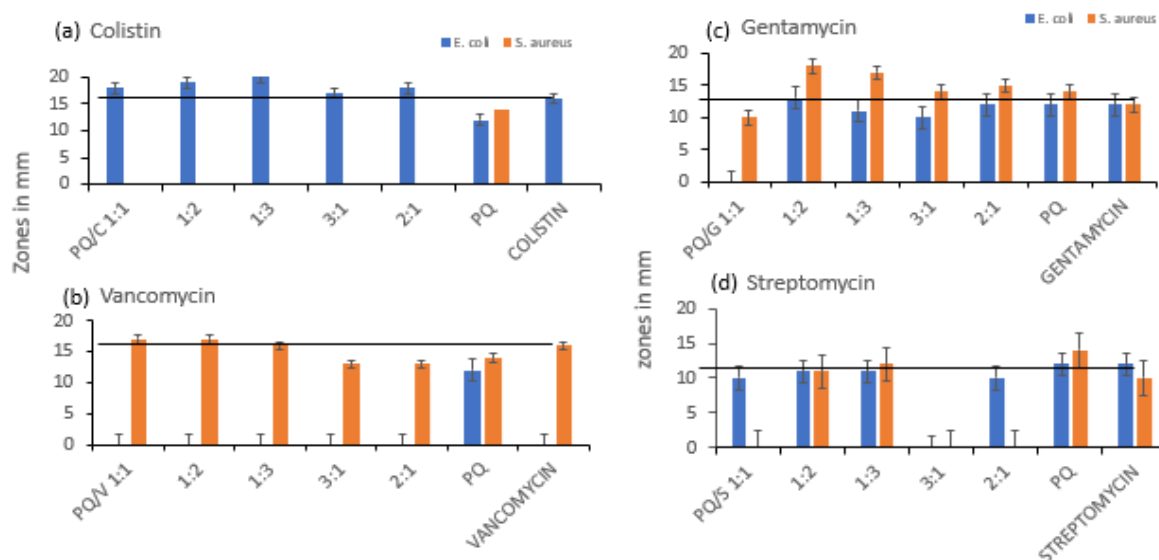 (a) Colistin
E. coli S. aureus
20
15
10
5
0
PQ/C 1:1
1:2
1:3
3:1
2:1
PQ
COLISTIN
Zones in mm
(b) Vancomycin
20
15
10
5
0
PQ/V 1:1
1:2
1:3
3:1
2:1
PQ
VANCOMYCIN
(c) Gentamycin
E. coli S. aureus
20
15
10
5
0
PQ/G 1:1
1:2
1:3
3:1
2:1
PQ
GENTAMYCIN
(d) Streptomycin
zones in mm
20
15
10
5
0
PQ/S 1:1
1:2
1:3
3:1
2:1
PQ
STREPTOMYCIN